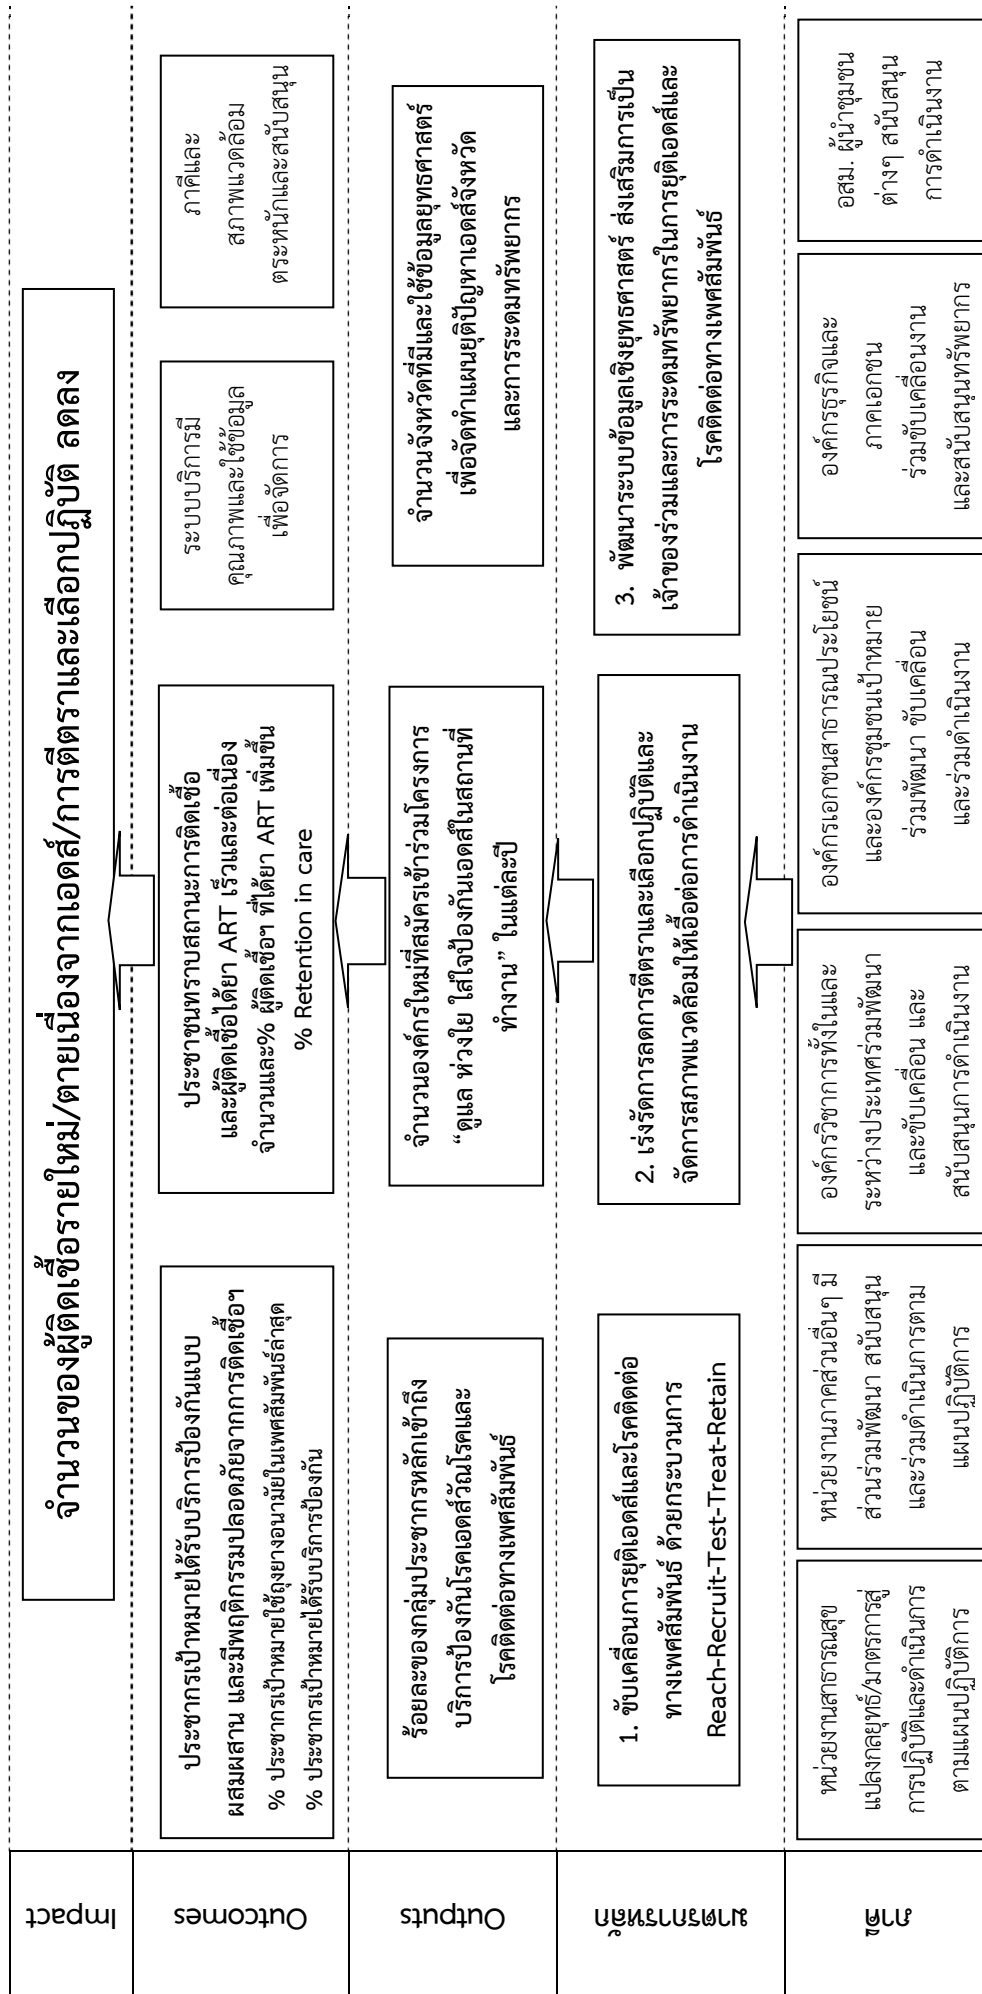 Impact
จำนวนของผู้ติดเชื้อรายใหม่/ตายเนื่องจากเอดส์/การตีตราและเลือกปฏิบัติ ลดลง
Outcomes
ประชากรเป้าหมายได้รับบริการป้องกันแบบ
ผสมผสาน และมีพฤติกรรมปลอดภัยจากการติดเชื้อฯ
% ประชากรเป้าหมายใช้ถุงยางอนามัยในเพศสัมพันธ์ล่าสุด
% ประชากรเป้าหมายได้รับบริการป้องกัน
ประชาชนทราบสถานะการติดเชื้อ
และผู้ติดเชื้อได้ยา ART เร็วและต่อเนื่อง
จำนวนและ% ผู้ติดเชื้อฯ ที่ได้ยา ART เพิ่มขึ้น
% Retention in care
ระบบบริการมี
คุณภาพและใช้ข้อมูล
เพื่อจัดการ
ภาคีและ
สภาพแวดล้อม
ตระหนักและสนับสนุน
Outputs
ร้อยละของกลุ่มประชากรหลักเข้าถึง
บริการป้องกันโรคเอดส์วัณโรคและ
โรคติดต่อทางเพศสัมพันธ์
จำนวนองค์กรใหม่ที่สมัครเข้าร่วมโครงการ
“ดูแล ห่วงใย ใส่ใจป้องกันเอดส์ในสถานที่
ทำงาน” ในแต่ละปี
จำนวนจังหวัดที่มีและใช้ข้อมูลยุทธศาสตร์
เพื่อจัดทำแผนยุติปัญหาเอดส์จังหวัด
และการระดมทรัพยากร
มาตรการหลัก
1. ขับเคลื่อนการยุติเอดส์และโรคติดต่อ
ทางเพศสัมพันธ์ ด้วยกระบวนการ
Reach-Recruit-Test-Treat-Retain
2. เร่งรัดการลดการตีตราและเลือกปฏิบัติและ
จัดการสภาพแวดล้อมให้เอื้อต่อการดำเนินงาน
3. พัฒนาระบบข้อมูลเชิงยุทธศาสตร์ ส่งเสริมการเป็น
เจ้าของร่วมและการระดมทรัพยากรในการยุติเอดส์และ
โรคติดต่อทางเพศสัมพันธ์
ภาคี
หน่วยงานสาธารณสุข
แปลงกลยุทธ์/มาตรการสู่
การปฏิบัติและดำเนินการ
ตามแผนปฏิบัติการ
หน่วยงานภาคส่วนอื่นๆ มี
ส่วนร่วมพัฒนา สนับสนุน
และร่วมดำเนินการตาม
แผนปฏิบัติการ
องค์กรวิชาการทั้งในและ
ระหว่างประเทศร่วมพัฒนา
และขับเคลื่อน และ
สนับสนุนการดำเนินงาน
องค์กรเอกชนสาธารณประโยชน์
และองค์กรชุมชนเป้าหมาย
ร่วมพัฒนา ขับเคลื่อน
และร่วมดำเนินงาน
องค์กรธุรกิจและ
ภาคเอกชน
ร่วมขับเคลื่อนงาน
และสนับสนุนทรัพยากร
อสม. ผู้นำชุมชน
ต่างๆ สนับสนุน
การดำเนินงาน